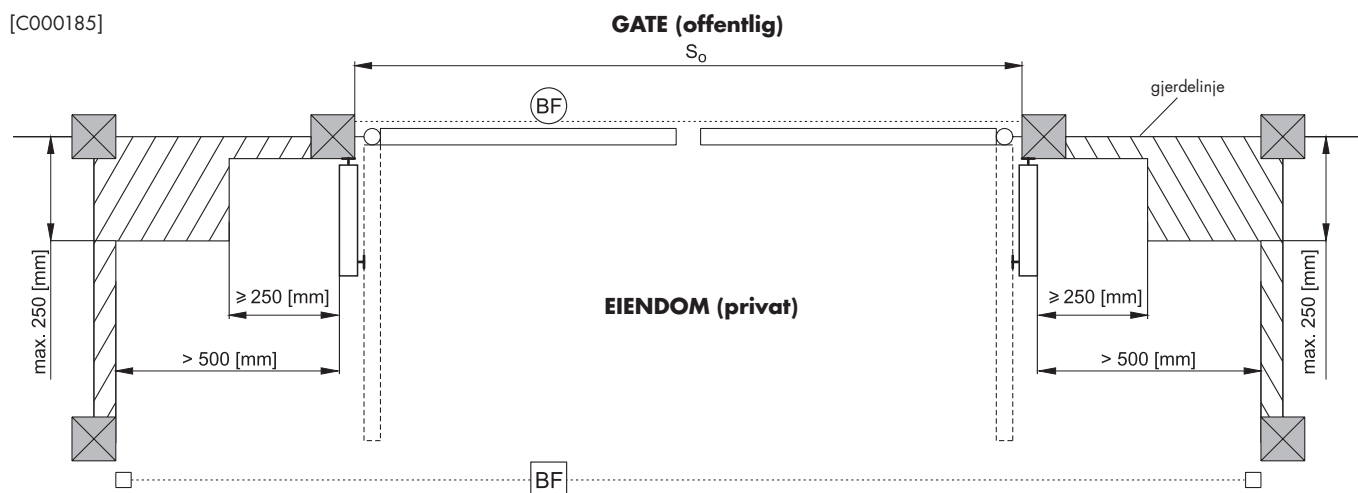 [C000185]
GATE (offentlig)
S₀
BF
gjerdelinje
max. 250 [mm]
⩾ 250 [mm]
> 500 [mm]
EIENDOM (privat)
⩾ 250 [mm]
> 500 [mm]
max. 250 [mm]
BF